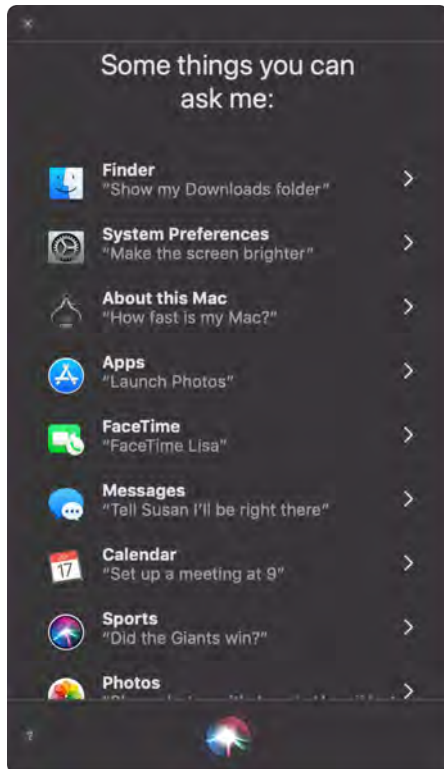 Some things you can
ask me:
Finder
“Show my Downloads folder”
System Preferences
“Make the screen brighter”
About this Mac
“How fast is my Mac?”
Apps
“Launch Photos”
FaceTime
“FaceTime Lisa”
Messages
“Tell Susan I’ll be right there”
Calendar
“Set up a meeting at 9”
17
Sports
“Did the Giants win?”
Photos
?